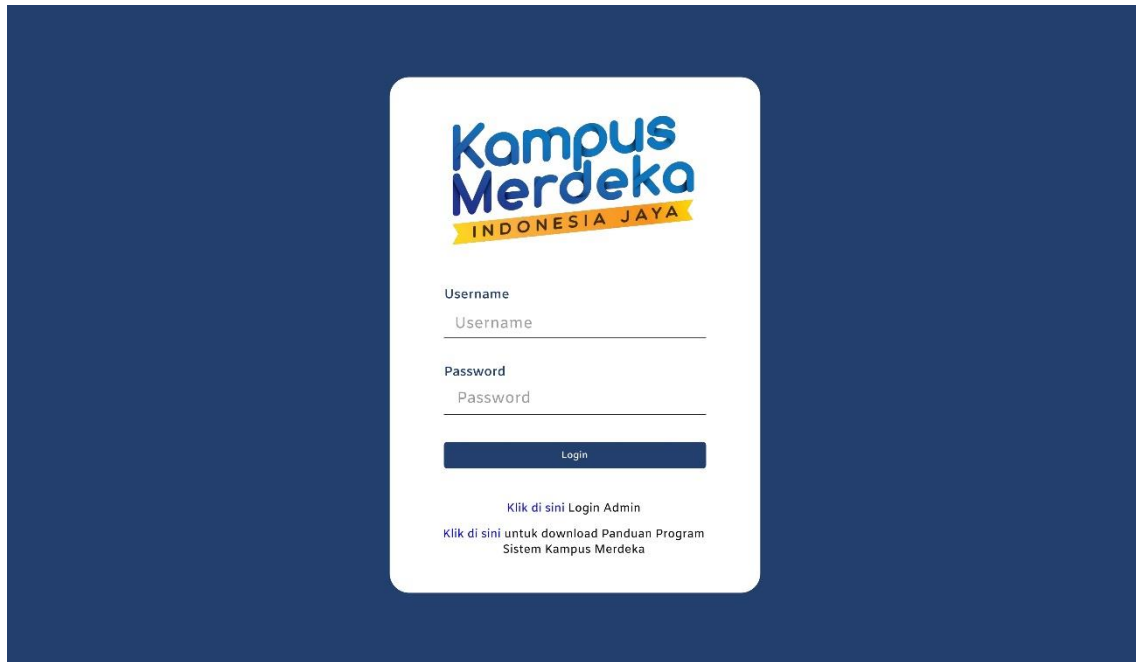 Kampus
Merdeka
INDONESIA JAYA
Username
Username
Password
Password
Login
Klik di sini Login Admin
Klik di sini untuk download Panduan Program
Sistem Kampus Merdeka